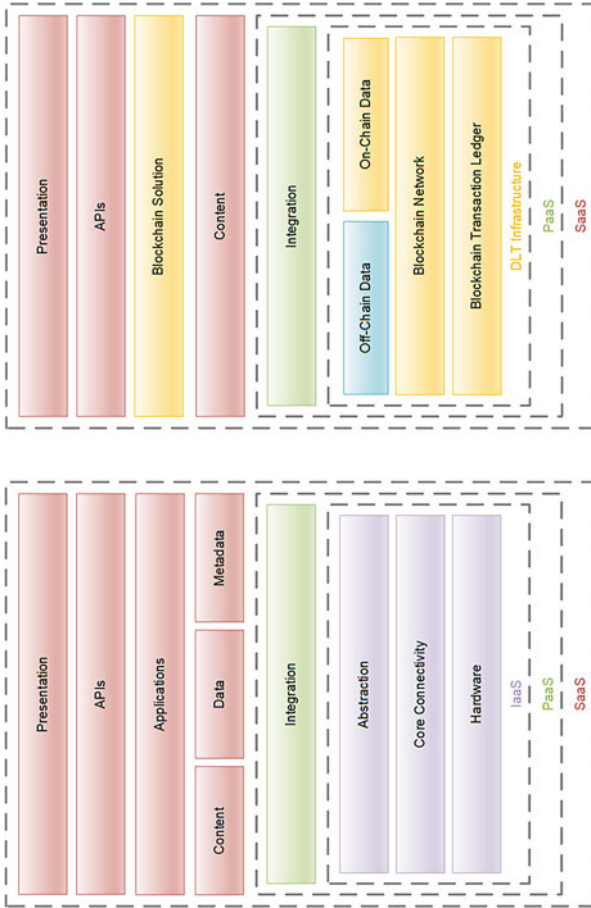 Presentation
APIs
Applications
Content
Data
Metadata
Integration
Abstraction
Core Connectivity
Hardware
IaaS
PaaS
SaaS
Presentation
APIs
Blockchain Solution
Content
Integration
Off-Chain Data
On-Chain Data
Blockchain Network
Blockchain Transaction Ledger
DLT Infrastructure
PaaS
SaaS